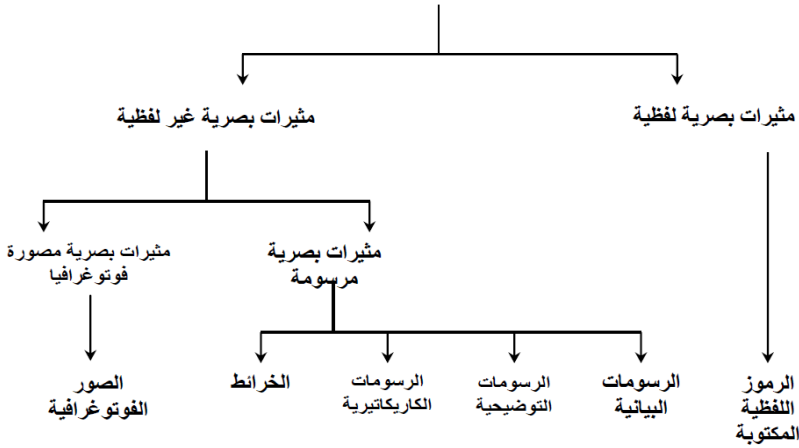 مثيرات بصرية لفظية
مثيرات بصرية غير لفظية
مثيرات بصرية
مرسومة
مثيرات بصرية مصورة
فوتوغرافيا
الرموز
اللفظية
المكتوبة
الرسومات
البيانية
الرسومات
التوضيحية
الرسومات
الكاريكاتيرية
الخرائط
الصور
الفوتوغرافية